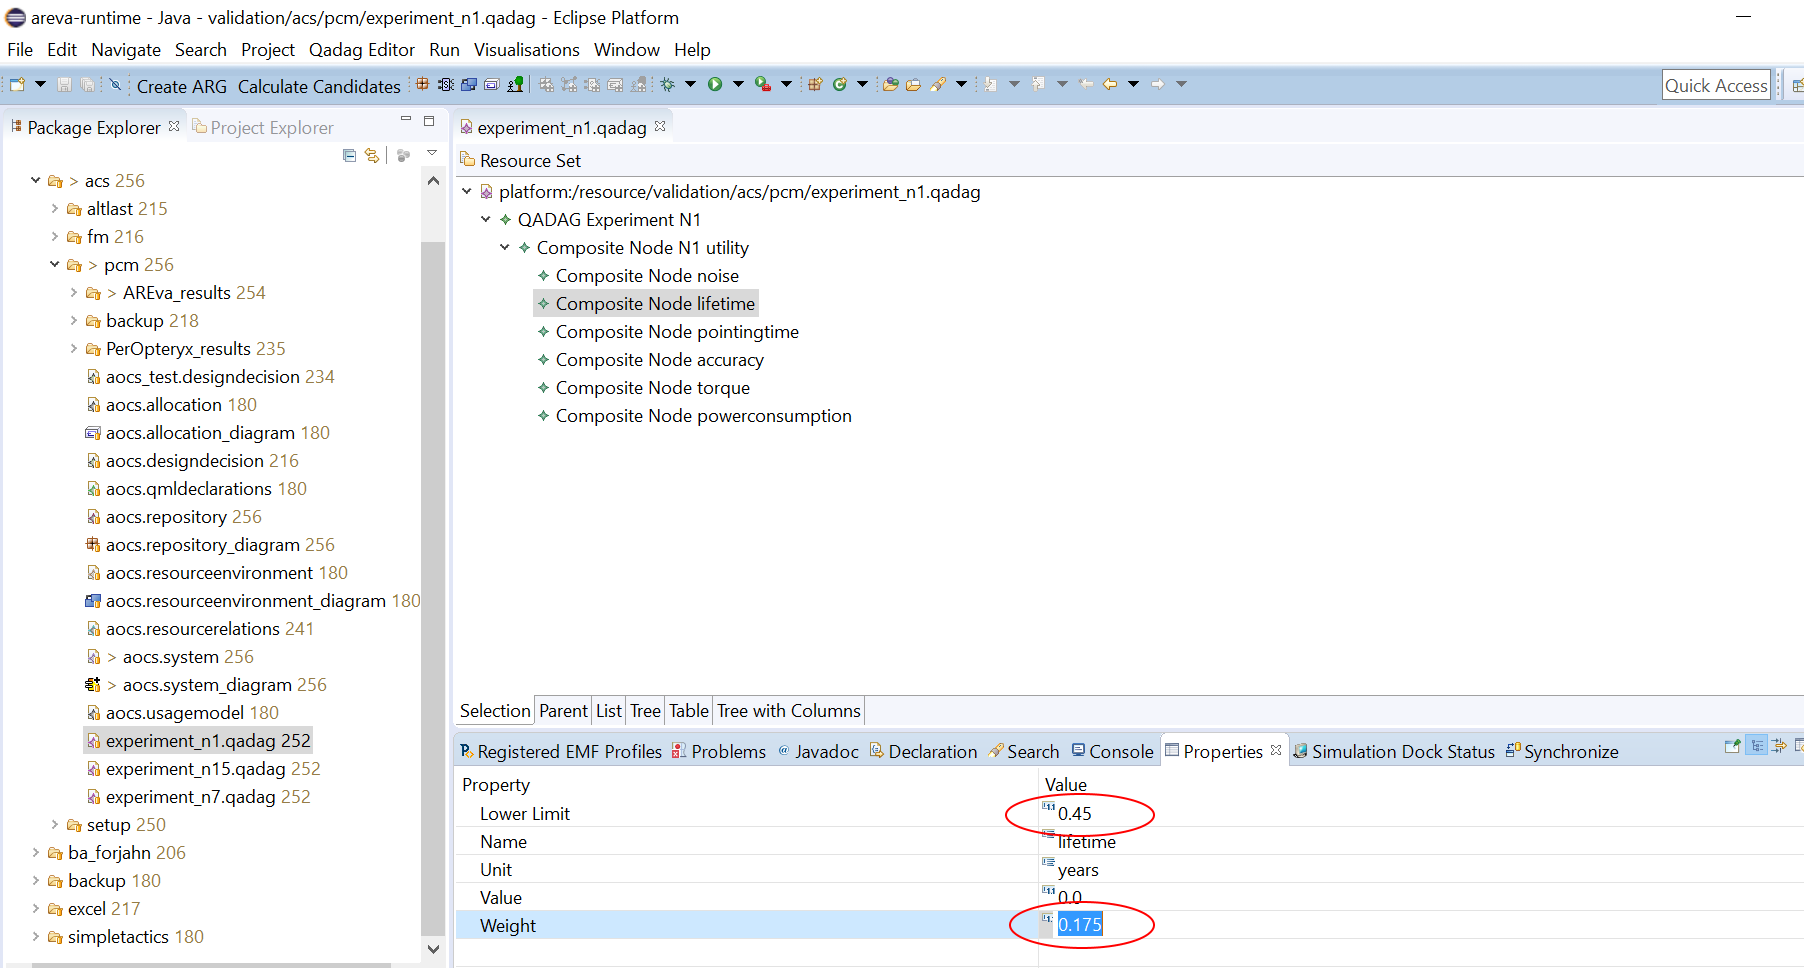 areva-runtime - Java - validation/acs/pcm/experiment_n1.qadag - Eclipse Platform
File Edit Navigate Search Project Qadag Editor Run Visualisations Window Help
Create ARG Calculate Candidates
Quick Access
Package Explorer
Project Explorer
> acs 256
altlast 215
fm 216
> pcm 256
> AREva_results 254
backup 218
PerOpteryx_results 235
aocs_test.designdecision 234
aocs.allocation 180
aocs.allocation_diagram 180
aocs.designdecision 216
aocs.qmldeclarations 180
aocs.repository 256
aocs.repository_diagram 256
aocs.resourceenvironment 180
aocs.resourceenvironment_diagram 180
aocs.resourcerelations 241
> aocs.system 256
> aocs.system_diagram 256
aocs.usagemodel 180
experiment_n1.qadag 252
experiment_n15.qadag 252
experiment_n7.qadag 252
setup 250
ba_forjahn 206
backup 180
excel 217
simpletactics 180
experiment_n1.qadag
Resource Set
platform:/resource/validation/acs/pcm/experiment_n1.qadag
QADAG Experiment N1
Composite Node N1 utility
Composite Node noise
Composite Node lifetime
Composite Node pointingtime
Composite Node accuracy
Composite Node torque
Composite Node powerconsumption
Selection Parent List Tree Table Tree with Columns
Registered EMF Profiles Problems @ Javadoc Declaration Search Console Properties Simulation Dock Status Synchronize
Property Value
Lower Limit 0.45
Name lifetime
Unit years
Value 0.0
Weight 0.175